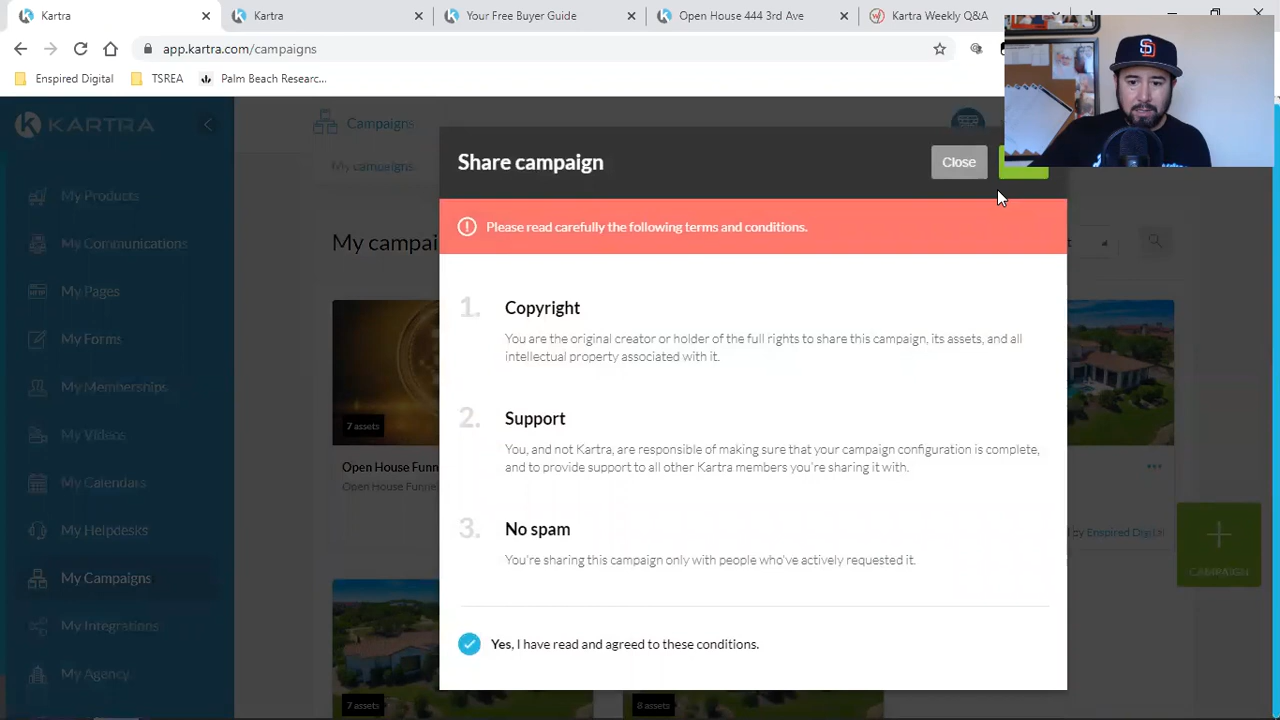 Kartra
Kartra
Your Free Buyer Guide
Open House 444 3rd Ave
Kartra Weekly Q&A
app.kartra.com/campaigns
Enspired Digital
TSREA
Palm Beach Researc...
KARTRA
Campaigns
My campaigns
Share campaign
Close
Please read carefully the following terms and conditions.
My Products
My Communications
My Pages
My Forms
My Memberships
My Videos
My Calendars
My Helpdesks
My Campaigns
My Integrations
My Agency
My campai
1. Copyright
You are the original creator or holder of the full rights to share this campaign, its assets, and all
intellectual property associated with it.
2. Support
You, and not Kartra, are responsible of making sure that your campaign configuration is complete,
and to provide support to all other Kartra members you're sharing it with.
3. No spam
You're sharing this campaign only with people who've actively requested it.
Yes, I have read and agreed to these conditions.
7 assets
Open House Funn
Open House Funne
d by Enspired Digital
CAMPAIGN
7 assets
8 assets
SD